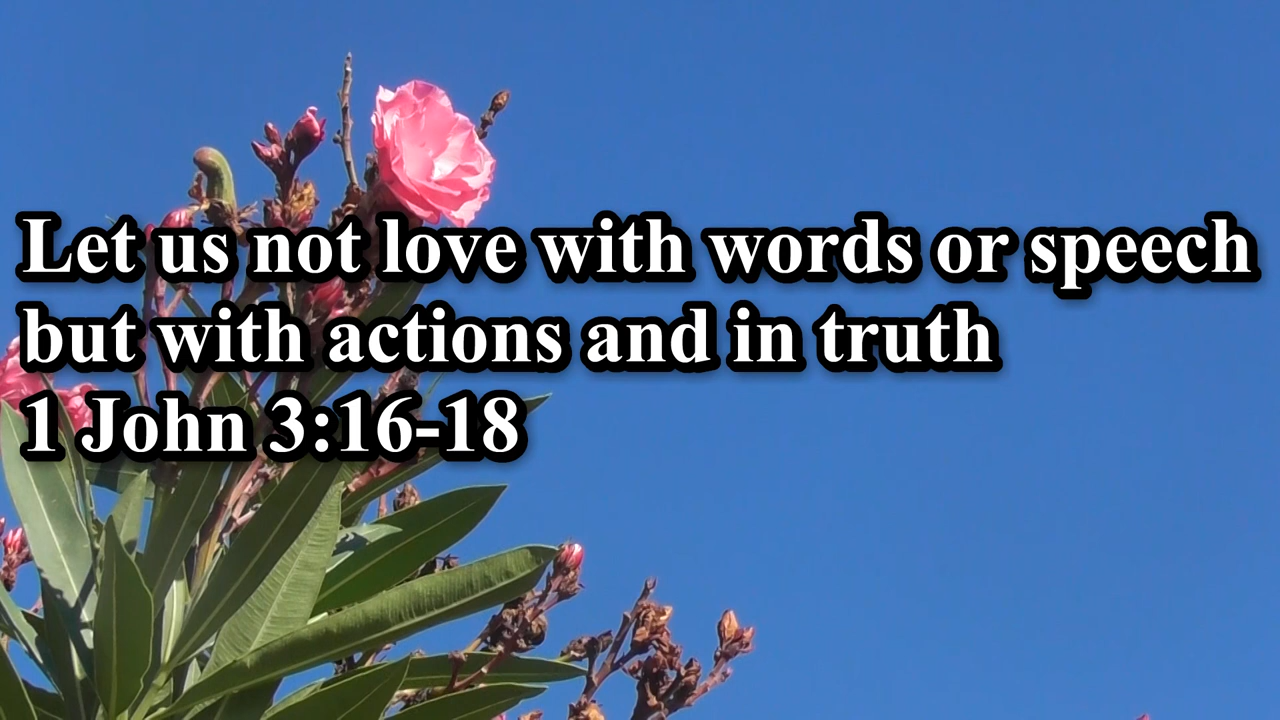 Let us not love with words or speech
but with actions and in truth
1 John 3:16-18